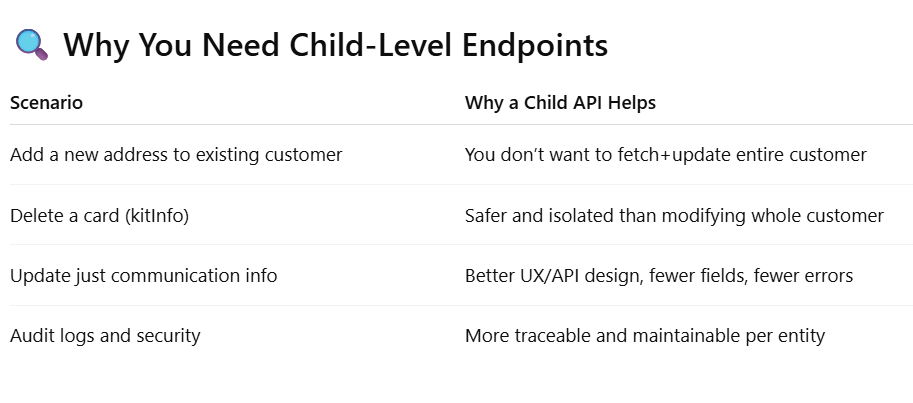 Why You Need Child-Level Endpoints
Scenario Why a Child API Helps
Add a new address to existing customer You don’t want to fetch+update entire customer
Delete a card (kitInfo) Safer and isolated than modifying whole customer
Update just communication info Better UX/API design, fewer fields, fewer errors
Audit logs and security More traceable and maintainable per entity